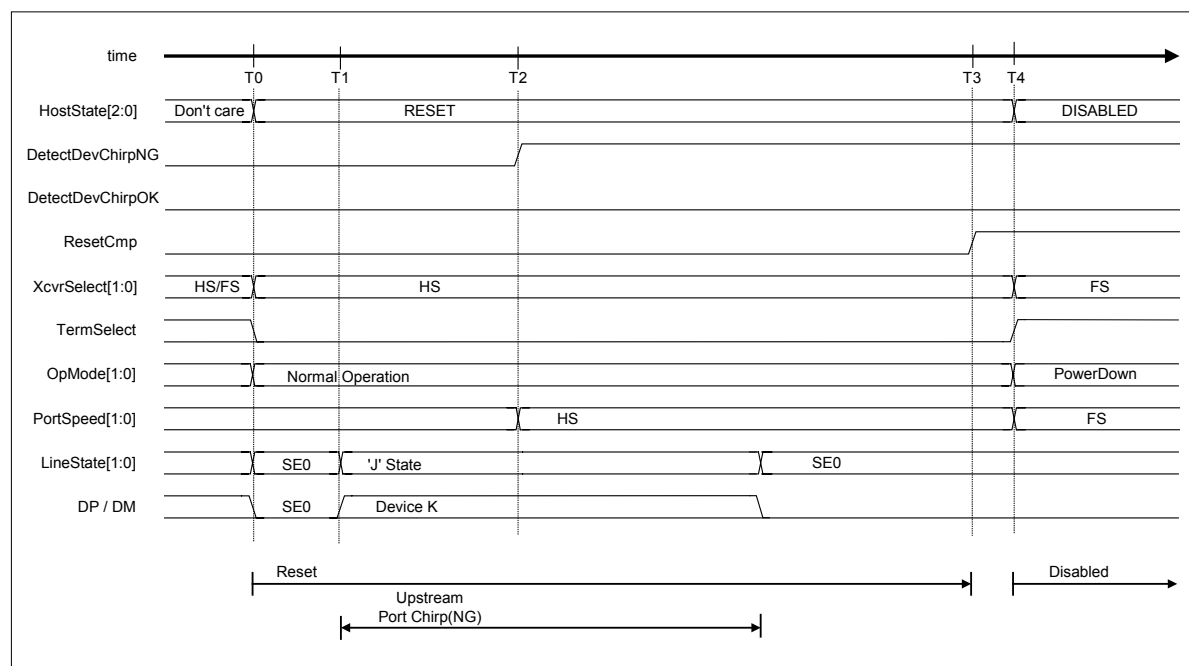 time
T0 T1 T2 T3 T4
HostState[2:0] Don't care RESET DISABLED
DetectDevChirpNG
DetectDevChirpOK
ResetCmp
XcvrSelect[1:0] HS/FS HS FS
TermSelect
OpMode[1:0] Normal Operation PowerDown
PortSpeed[1:0] HS FS
LineState[1:0] SE0 'J' State SE0
DP / DM SE0 Device K
Reset Disabled
Upstream
Port Chirp(NG)